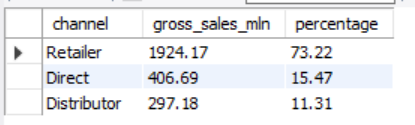 channel gross_sales_mln percentage
Retailer 1924.17 73.22
Direct 406.69 15.47
Distributor 297.18 11.31